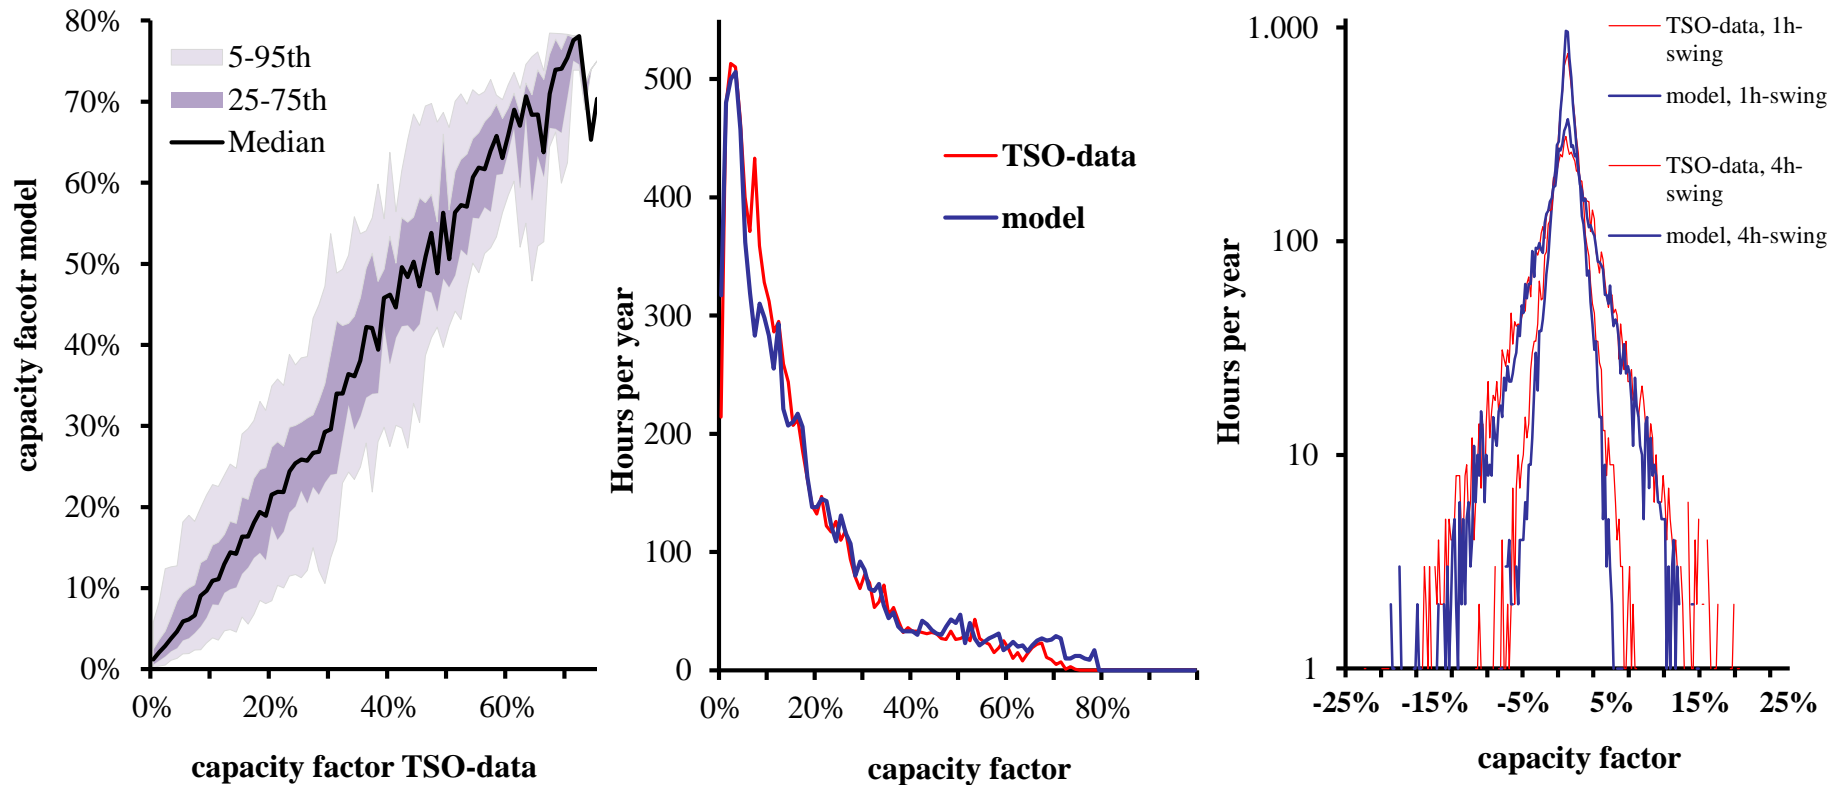 80%
70%
60%
50%
40%
30%
20%
10%
0%
capacity facotr model
5-95th
25-75th
Median
0%
20%
40%
60%
capacity factor TSO-data
500
400
300
200
100
0
Hours per year
TSO-data
model
0%
20%
40%
60%
80%
capacity factor
1.000
100
10
1
Hours per year
TSO-data, 1h-
swing
model, 1h-swing
TSO-data, 4h-
swing
model, 4h-swing
-25%
-15%
-5%
5%
15%
25%
capacity factor